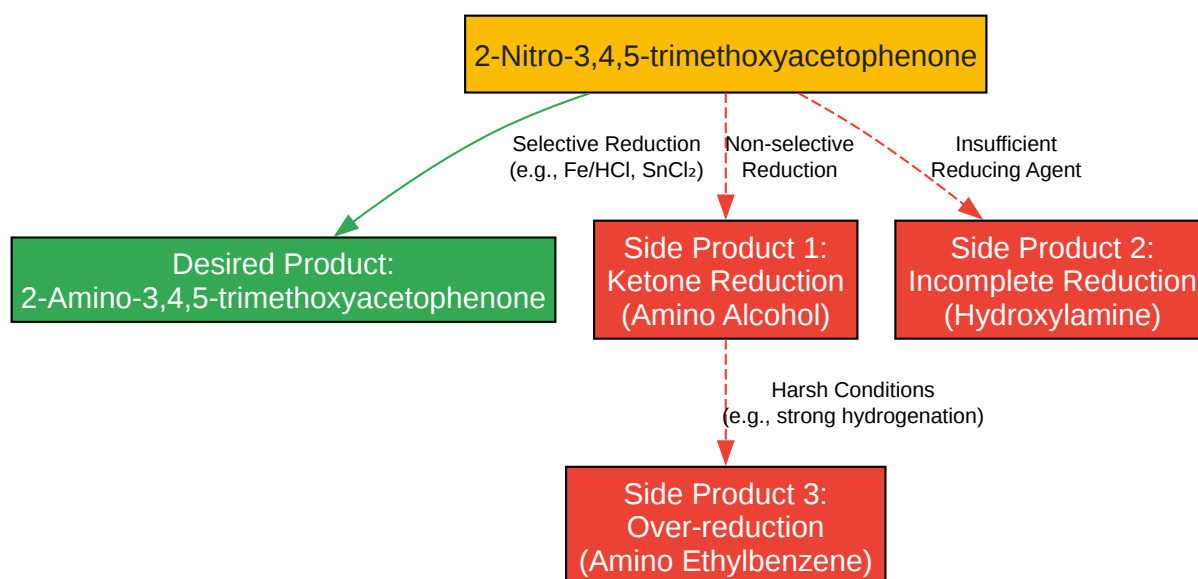 2-Nitro-3,4,5-trimethoxyacetophenone
Selective Reduction
(e.g., Fe/HCl, SnCl₂)
Non-selective
Reduction
Insufficient
Reducing Agent
Desired Product:
2-Amino-3,4,5-trimethoxyacetophenone
Side Product 1:
Ketone Reduction
(Amino Alcohol)
Side Product 2:
Incomplete Reduction
(Hydroxylamine)
Harsh Conditions
(e.g., strong hydrogenation)
Side Product 3:
Over-reduction
(Amino Ethylbenzene)